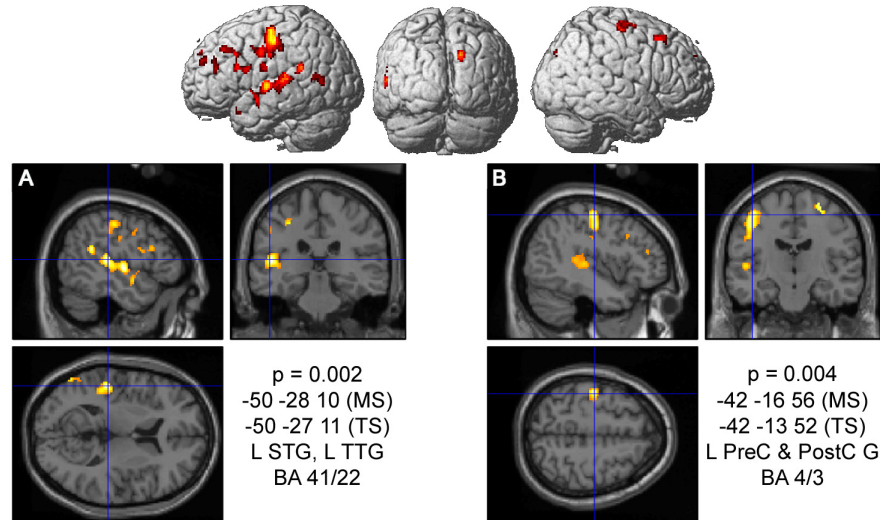 A
p = 0.002
-50 -28 10 (MS)
-50 -27 11 (TS)
L STG, L TTG
BA 41/22
B
p = 0.004
-42 -16 56 (MS)
-42 -13 52 (TS)
L PreC & PostC G
BA 4/3